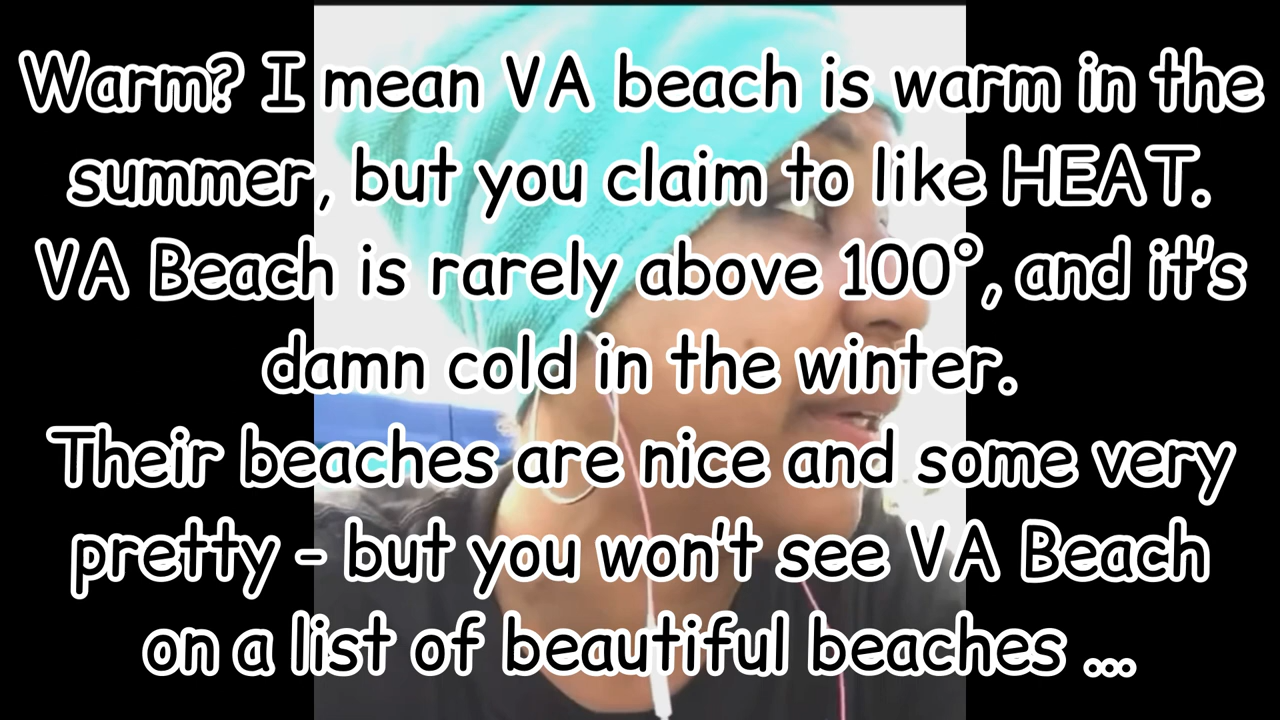 Warm? I mean VA beach is warm in the
summer, but you claim to like HEAT.
VA Beach is rarely above 100°, and it's
damn cold in the winter.
Their beaches are nice and some very
pretty - but you won't see VA Beach
on a list of beautiful beaches ...